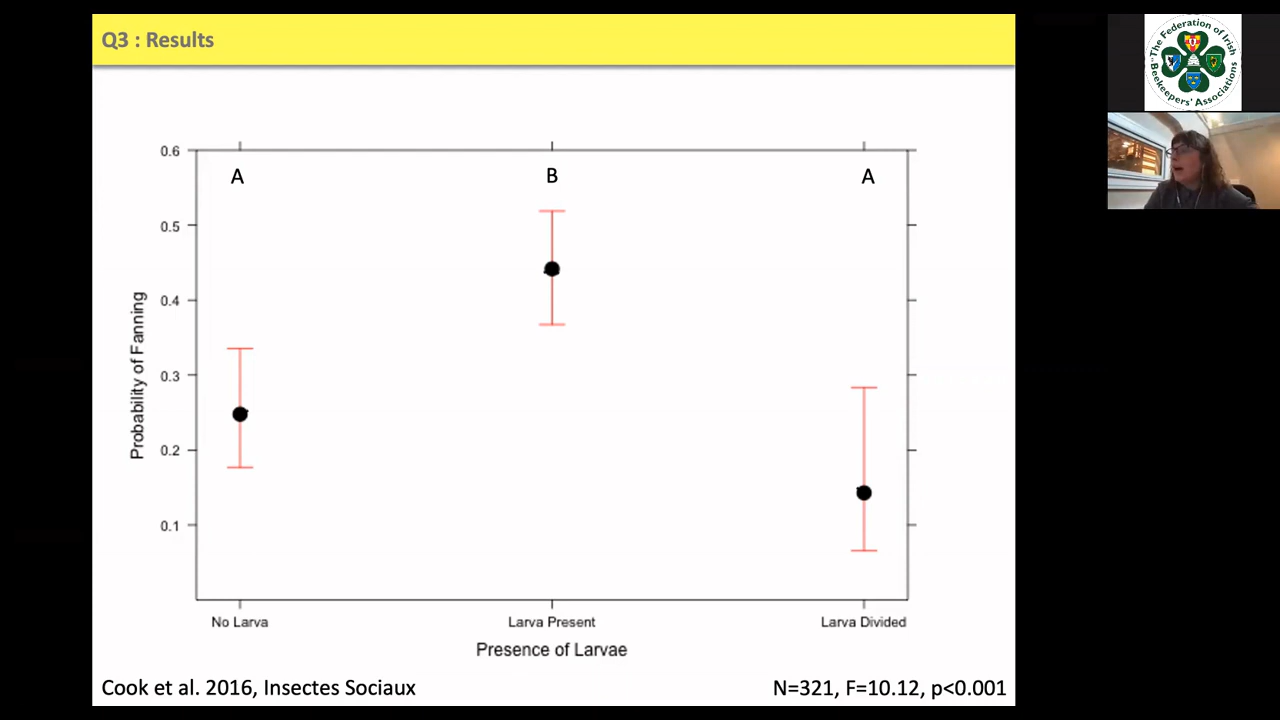 Q3 : Results
0.6
0.5
0.4
0.3
0.2
0.1
A
B
A
Probability of Fanning
No Larva
Larva Present
Larva Divided
Presence of Larvae
Cook et al. 2016, Insectes Sociaux
N=321, F=10.12, p<0.001
The Federation of Irish
Beekeepers' Associations